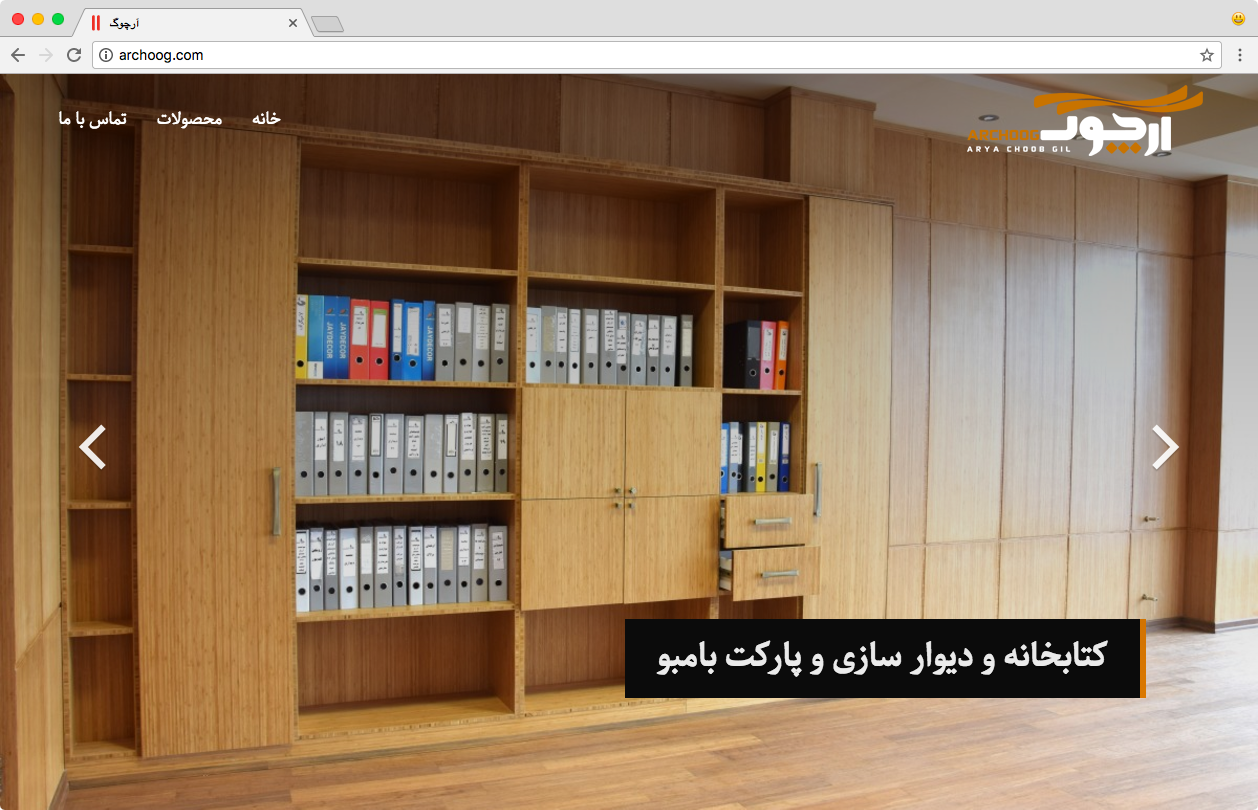 آرچوگ
archoog.com
خانه
محصولات
تماس با ما
ارچوگ
ARCHOOG
ARYA CHOOB GIL
JAYDECOR
JAYDECOR
JAYDECOR
کتابخانه و دیوار سازی و پارکت بامبو